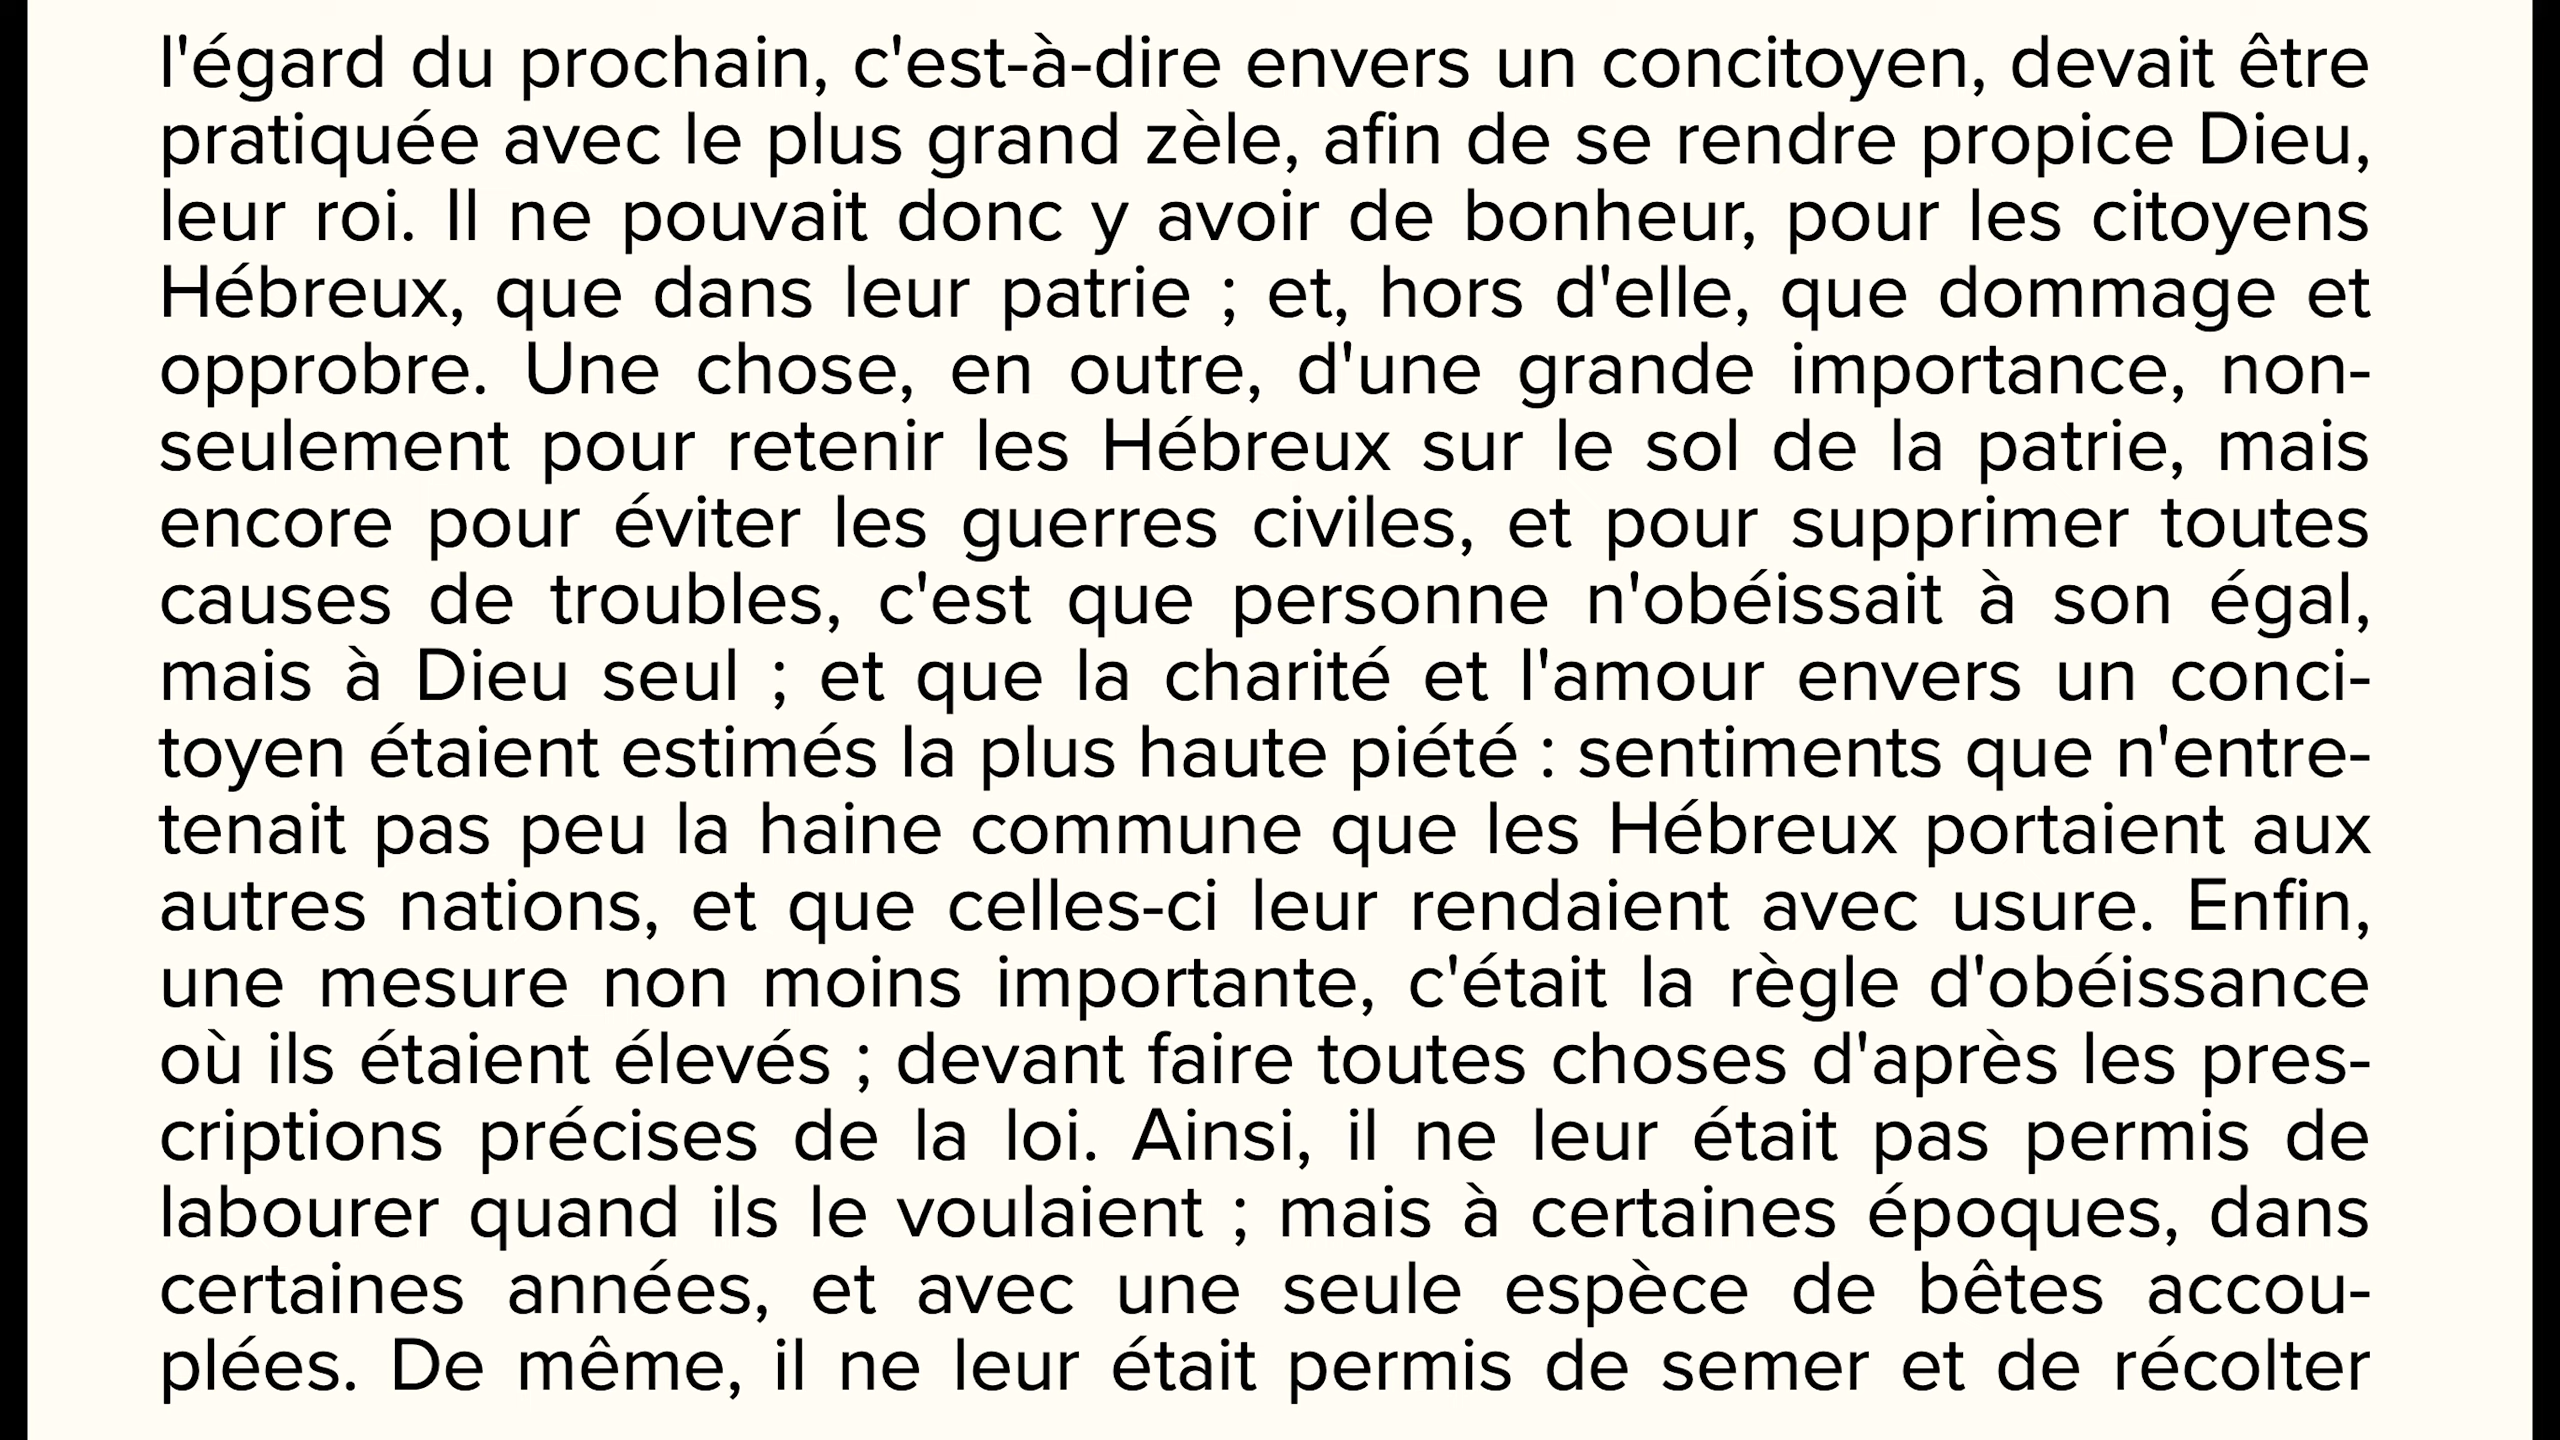 l'égard du prochain, c'est-à-dire envers un concitoyen, devait être
pratiquée avec le plus grand zèle, afin de se rendre propice Dieu,
leur roi. Il ne pouvait donc y avoir de bonheur, pour les citoyens
Hébreux, que dans leur patrie ; et, hors d'elle, que dommage et
opprobre. Une chose, en outre, d'une grande importance, non-
seulement pour retenir les Hébreux sur le sol de la patrie, mais
encore pour éviter les guerres civiles, et pour supprimer toutes
causes de troubles, c'est que personne n'obéissait à son égal,
mais à Dieu seul ; et que la charité et l'amour envers un conci-
toyen étaient estimés la plus haute piété : sentiments que n'entre-
tenait pas peu la haine commune que les Hébreux portaient aux
autres nations, et que celles-ci leur rendaient avec usure. Enfin,
une mesure non moins importante, c'était la règle d'obéissance
où ils étaient élevés ; devant faire toutes choses d'après les pres-
criptions précises de la loi. Ainsi, il ne leur était pas permis de
labourer quand ils le voulaient ; mais à certaines époques, dans
certaines années, et avec une seule espèce de bêtes accou-
plées. De même, il ne leur était permis de semer et de récolter